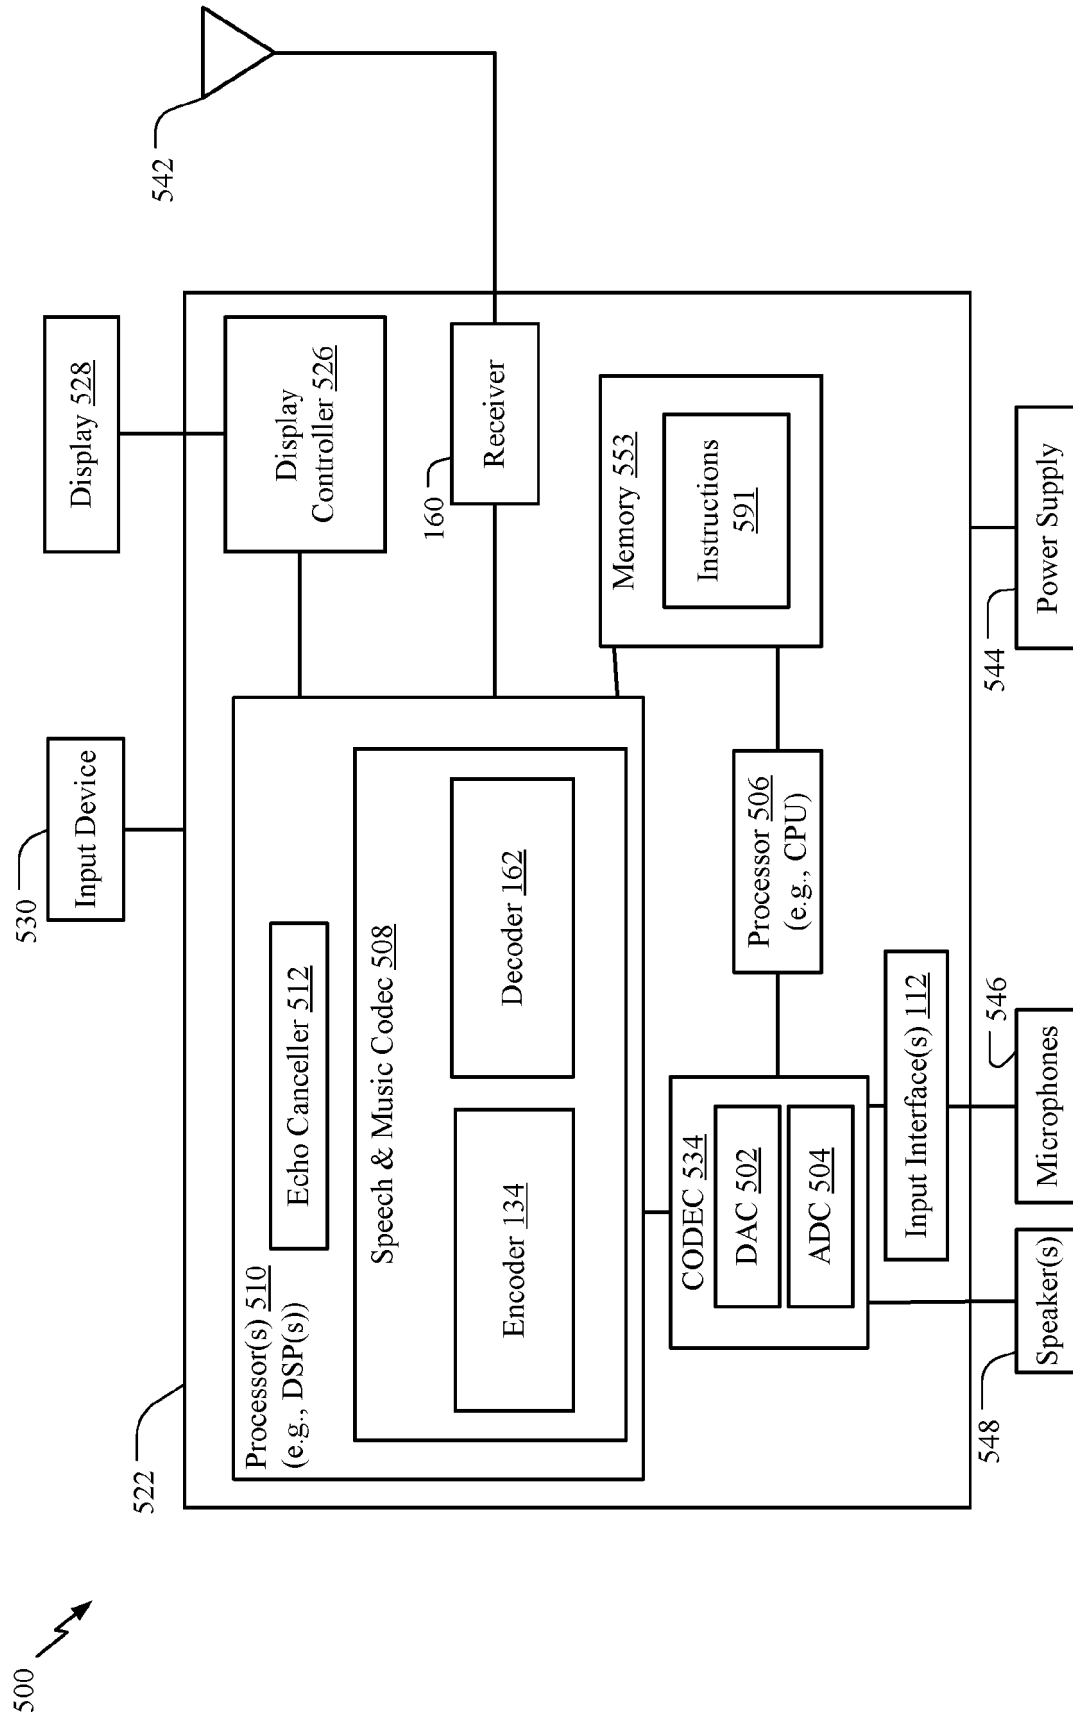 500
522
530
Input Device
Display 528
542
Processor(s) 510
(e.g., DSP(s))
Echo Canceller 512
Speech & Music Codec 508
Encoder 134
Decoder 162
Display
Controller 526
160
Receiver
CODEC 534
DAC 502
ADC 504
Processor 506
(e.g., CPU)
Memory 553
Instructions
591
Input Interface(s) 112
548
Speaker(s)
546
Microphones
544
Power Supply